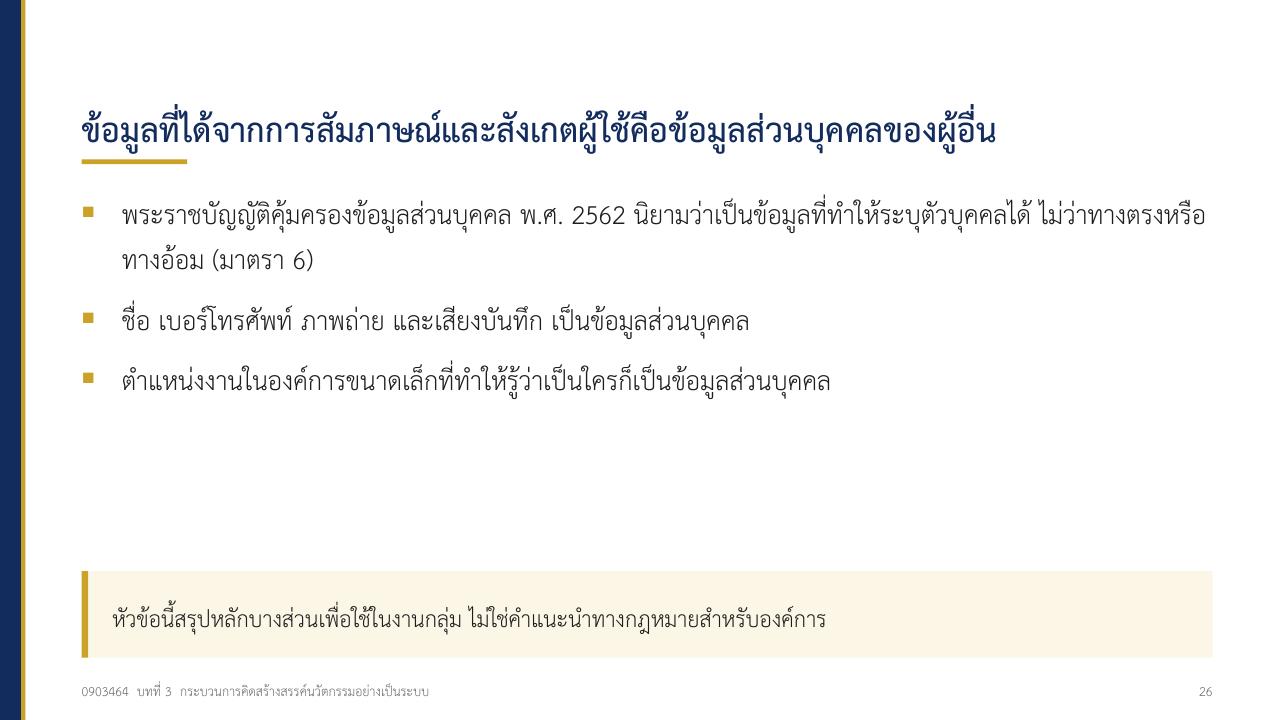 ข้อมูลที่ได้จากการสัมภาษณ์และสังเกตผู้ใช้คือข้อมูลส่วนบุคคลของผู้อื่น
▪ พระราชบัญญัติคุ้มครองข้อมูลส่วนบุคคล พ.ศ. 2562 นิยามว่าเป็นข้อมูลที่ทำให้ระบุตัวบุคคลได้ ไม่ว่าทางตรงหรือ
ทางอ้อม (มาตรา 6)
▪ ชื่อ เบอร์โทรศัพท์ ภาพถ่าย และเสียงบันทึก เป็นข้อมูลส่วนบุคคล
▪ ตำแหน่งงานในองค์การขนาดเล็กที่ทำให้รู้ว่าเป็นใครก็เป็นข้อมูลส่วนบุคคล
หัวข้อนี้สรุปหลักบางส่วนเพื่อใช้ในงานกลุ่ม ไม่ใช่คำแนะนำทางกฎหมายสำหรับองค์การ
0903464 บทที่ 3 กระบวนการคิดสร้างสรรค์นวัตกรรมอย่างเป็นระบบ
26